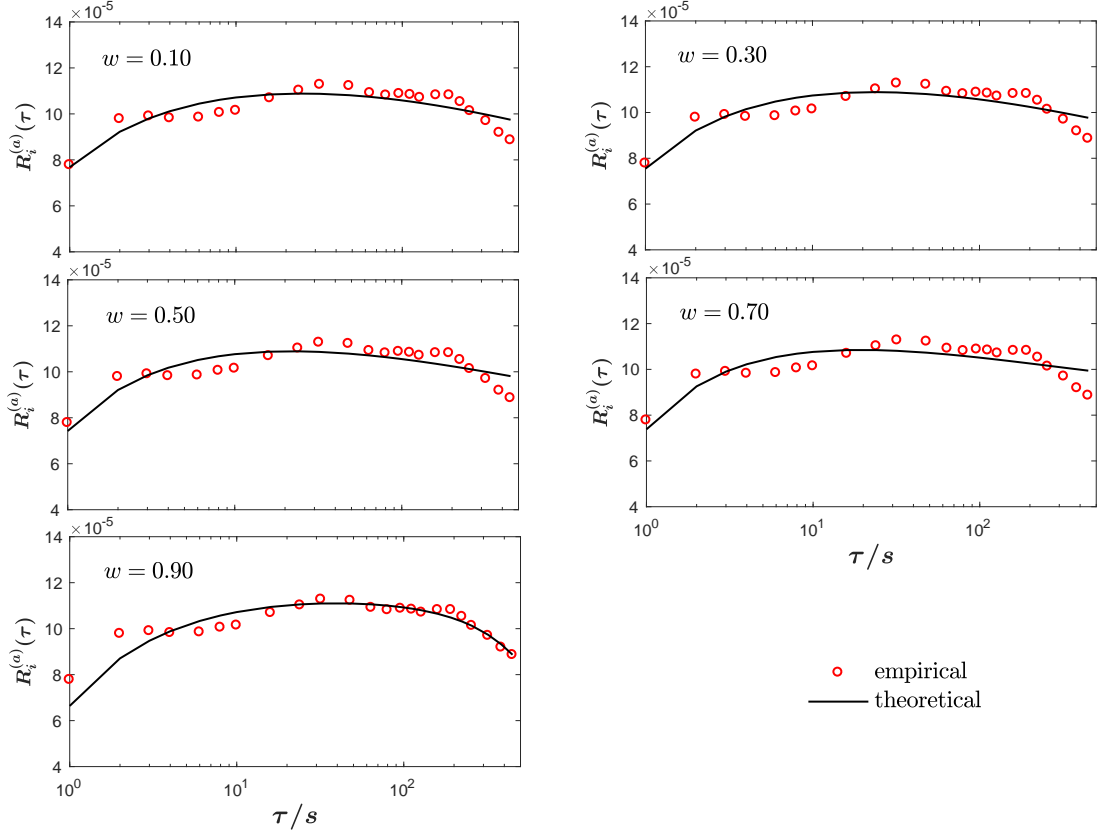 ×10⁻⁵
14
12
10
8
6
4
w = 0.10
R_i^(a)(τ)
×10⁻⁵
14
12
10
8
6
4
w = 0.30
R_i^(a)(τ)
×10⁻⁵
14
12
10
8
6
4
w = 0.50
R_i^(a)(τ)
×10⁻⁵
14
12
10
8
6
4
w = 0.70
R_i^(a)(τ)
10⁰ 10¹ 10²
τ/s
×10⁻⁵
14
12
10
8
6
4
w = 0.90
R_i^(a)(τ)
10⁰ 10¹ 10²
τ/s
empirical
theoretical